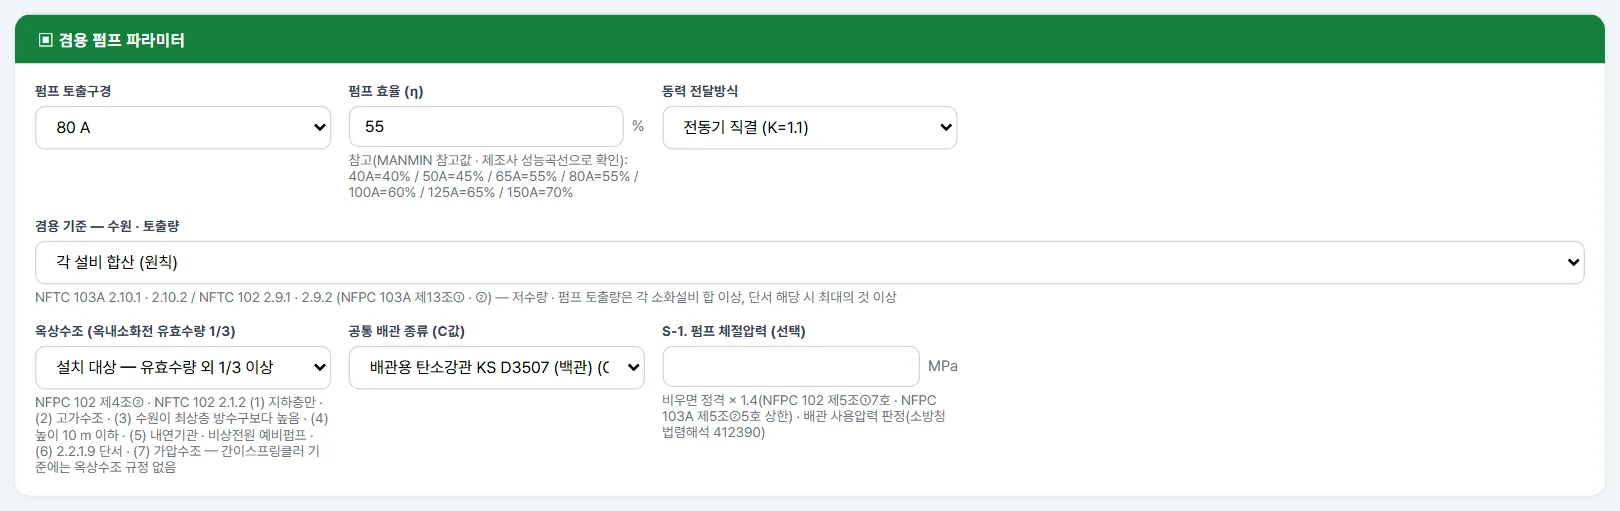 ▣ 겸용 펌프 파라미터
펌프 토출구경
펌프 효율 (η)
동력 전달방식
80 A
55
%
전동기 직결 (K=1.1)
참고(MANMIN 참고값 · 제조사 성능곡선으로 확인):
40A=40% / 50A=45% / 65A=55% / 80A=55% /
100A=60% / 125A=65% / 150A=70%
겸용 기준 — 수원 · 토출량
각 설비 합산 (원칙)
NFTC 103A 2.10.1 · 2.10.2 / NFTC 102 2.9.1 · 2.9.2 (NFPC 103A 제13조① · ②) — 저수량 · 펌프 토출량은 각 소화설비 합 이상, 단서 해당 시 최대의 것 이상
옥상수조 (옥내소화전 유효수량 1/3)
공통 배관 종류 (C값)
S-1. 펌프 체절압력 (선택)
설치 대상 — 유효수량 외 1/3 이상
배관용 탄소강관 KS D3507 (백관) (C
MPa
NFPC 102 제4조② · NFTC 102 2.1.2 (1) 지하층만 ·
(2) 고가수조 · (3) 수원이 최상층 방수구보다 높음 · (4)
높이 10 m 이하 · (5) 내연기관 · 비상전원 예비펌프 ·
(6) 2.2.1.9 단서 · (7) 가압수조 — 간이스프링클러 기
준에는 옥상수조 규정 없음
비우면 정격 × 1.4(NFPC 102 제5조①7호 · NFPC
103A 제5조②5호 상한) · 배관 사용압력 판정(소방청
법령해석 412390)